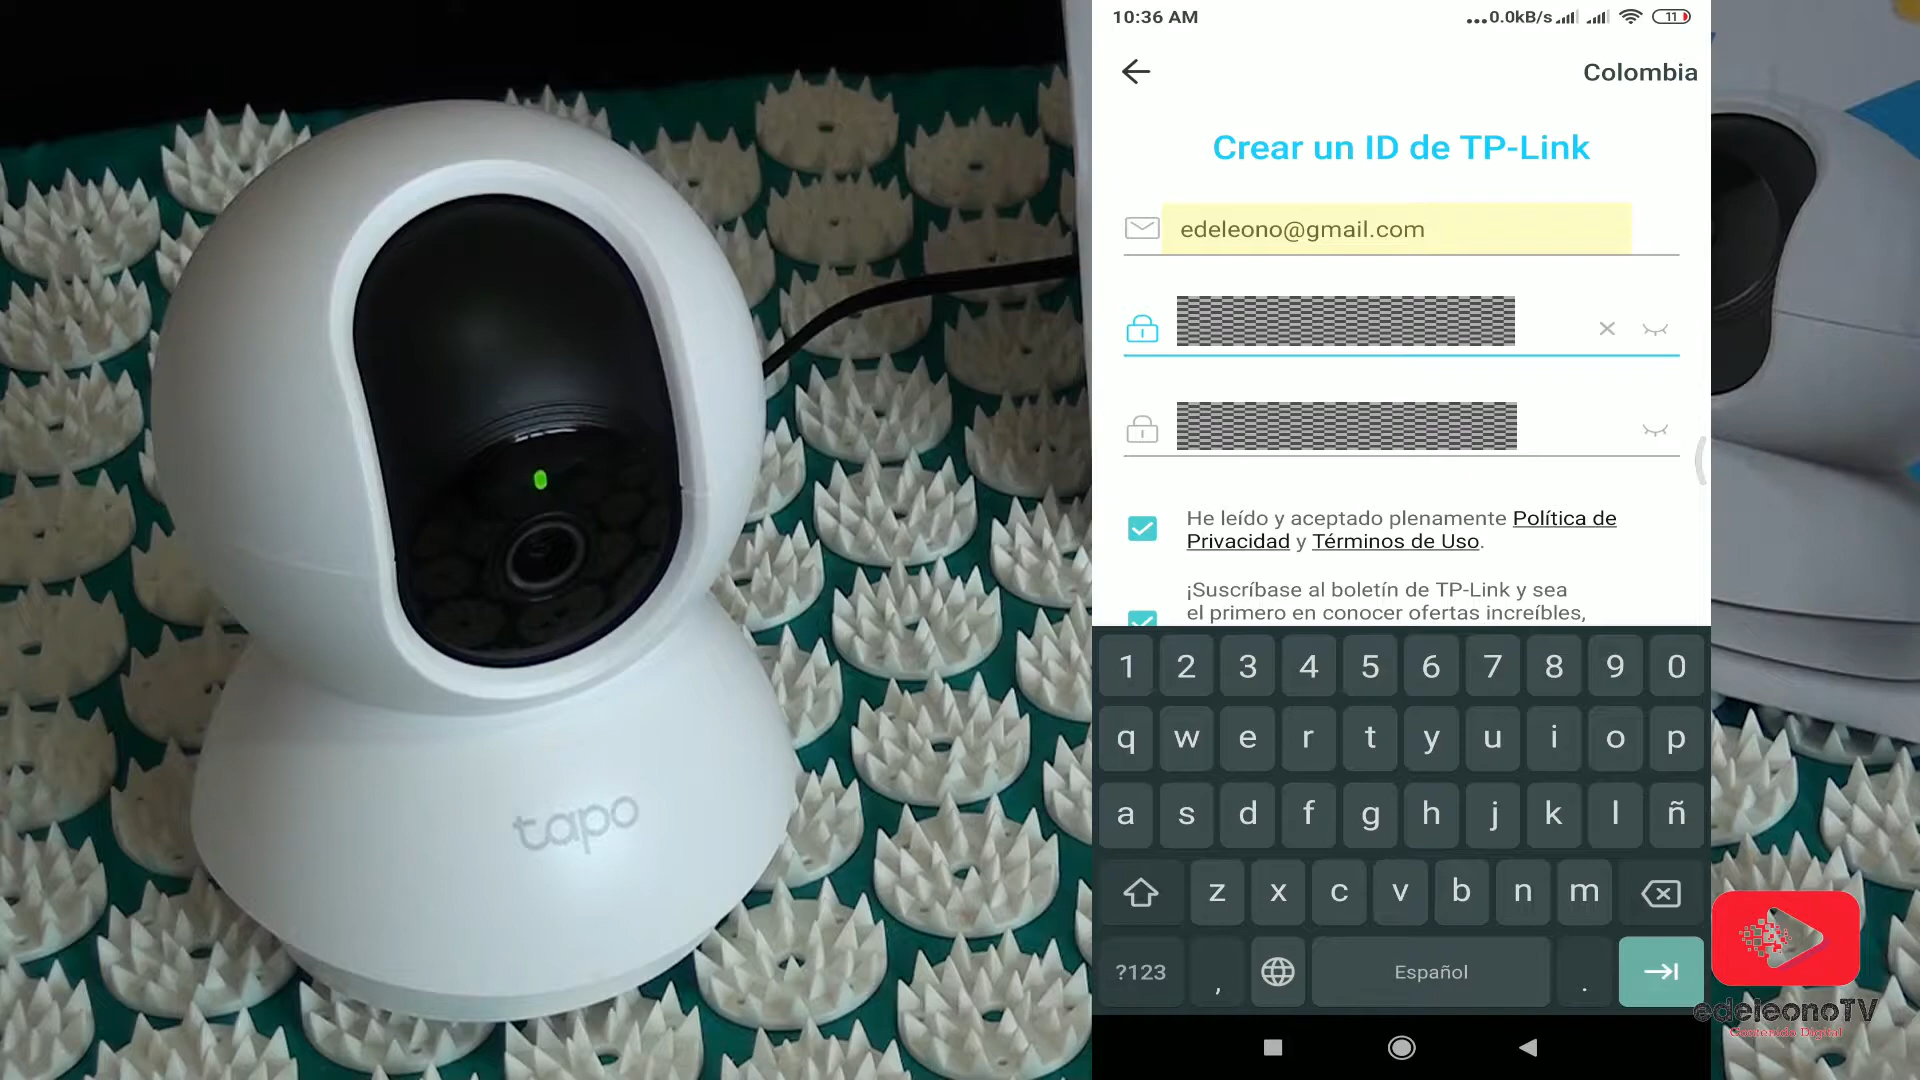 tapo
10:36 AM
...0.0kB/s
11
Colombia
Crear un ID de TP-Link
edeleono@gmail.com
He leído y aceptado plenamente Política de
Privacidad y Términos de Uso.
¡Suscríbase al boletín de TP-Link y sea
el primero en conocer ofertas increíbles,
1 2 3 4 5 6 7 8 9 0
q w e r t y u i o p
a s d f g h j k l ñ
z x c v b n m
?123 , Español .
edeleonoTV
Contenido Digital